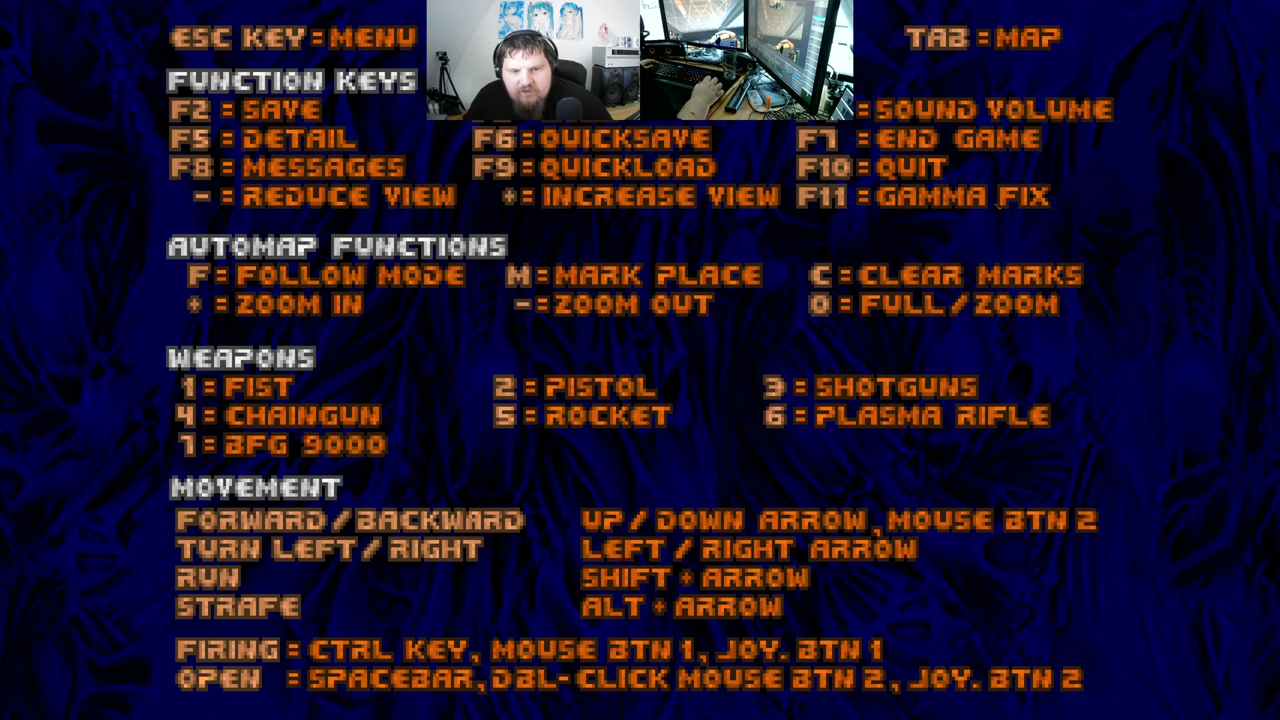 ESC KEY = MENU TAB = MAP
FUNCTION KEYS
F2 = SAVE = SOUND VOLUME
F5 = DETAIL F6 = QUICKSAVE F7 = END GAME
F8 = MESSAGES F9 = QUICKLOAD F10 = QUIT
- = REDUCE VIEW + = INCREASE VIEW F11 = GAMMA FIX
AUTOMAP FUNCTIONS
F = FOLLOW MODE M = MARK PLACE C = CLEAR MARKS
+ = ZOOM IN - = ZOOM OUT 0 = FULL/ZOOM
WEAPONS
1 = FIST 2 = PISTOL 3 = SHOTGUNS
4 = CHAINGUN 5 = ROCKET 6 = PLASMA RIFLE
7 = BFG 9000
MOVEMENT
FORWARD/BACKWARD UP/DOWN ARROW, MOUSE BTN 2
TURN LEFT/RIGHT LEFT/RIGHT ARROW
RUN SHIFT + ARROW
STRAFE ALT + ARROW
FIRING = CTRL KEY, MOUSE BTN 1, JOY. BTN 1
OPEN = SPACEBAR, DBL-CLICK MOUSE BTN 2, JOY. BTN 2